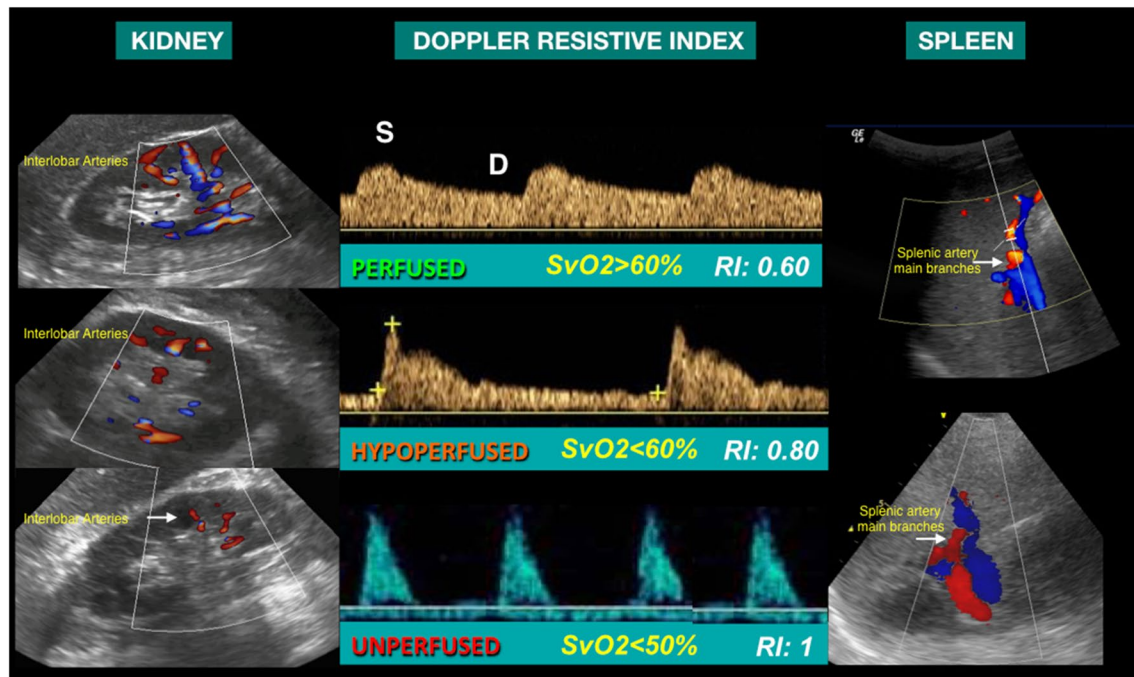 KIDNEY
DOPPLER RESISTIVE INDEX
SPLEEN
Interlobar Arteries
S
D
GE
Le
Splenic artery
main branches
PERFUSED SvO2>60% RI: 0.60
Interlobar Arteries
HYPOPERFUSED SvO2<60% RI: 0.80
Interlobar Arteries
Splenic artery
main branches
UNPERFUSED SvO2<50% RI: 1